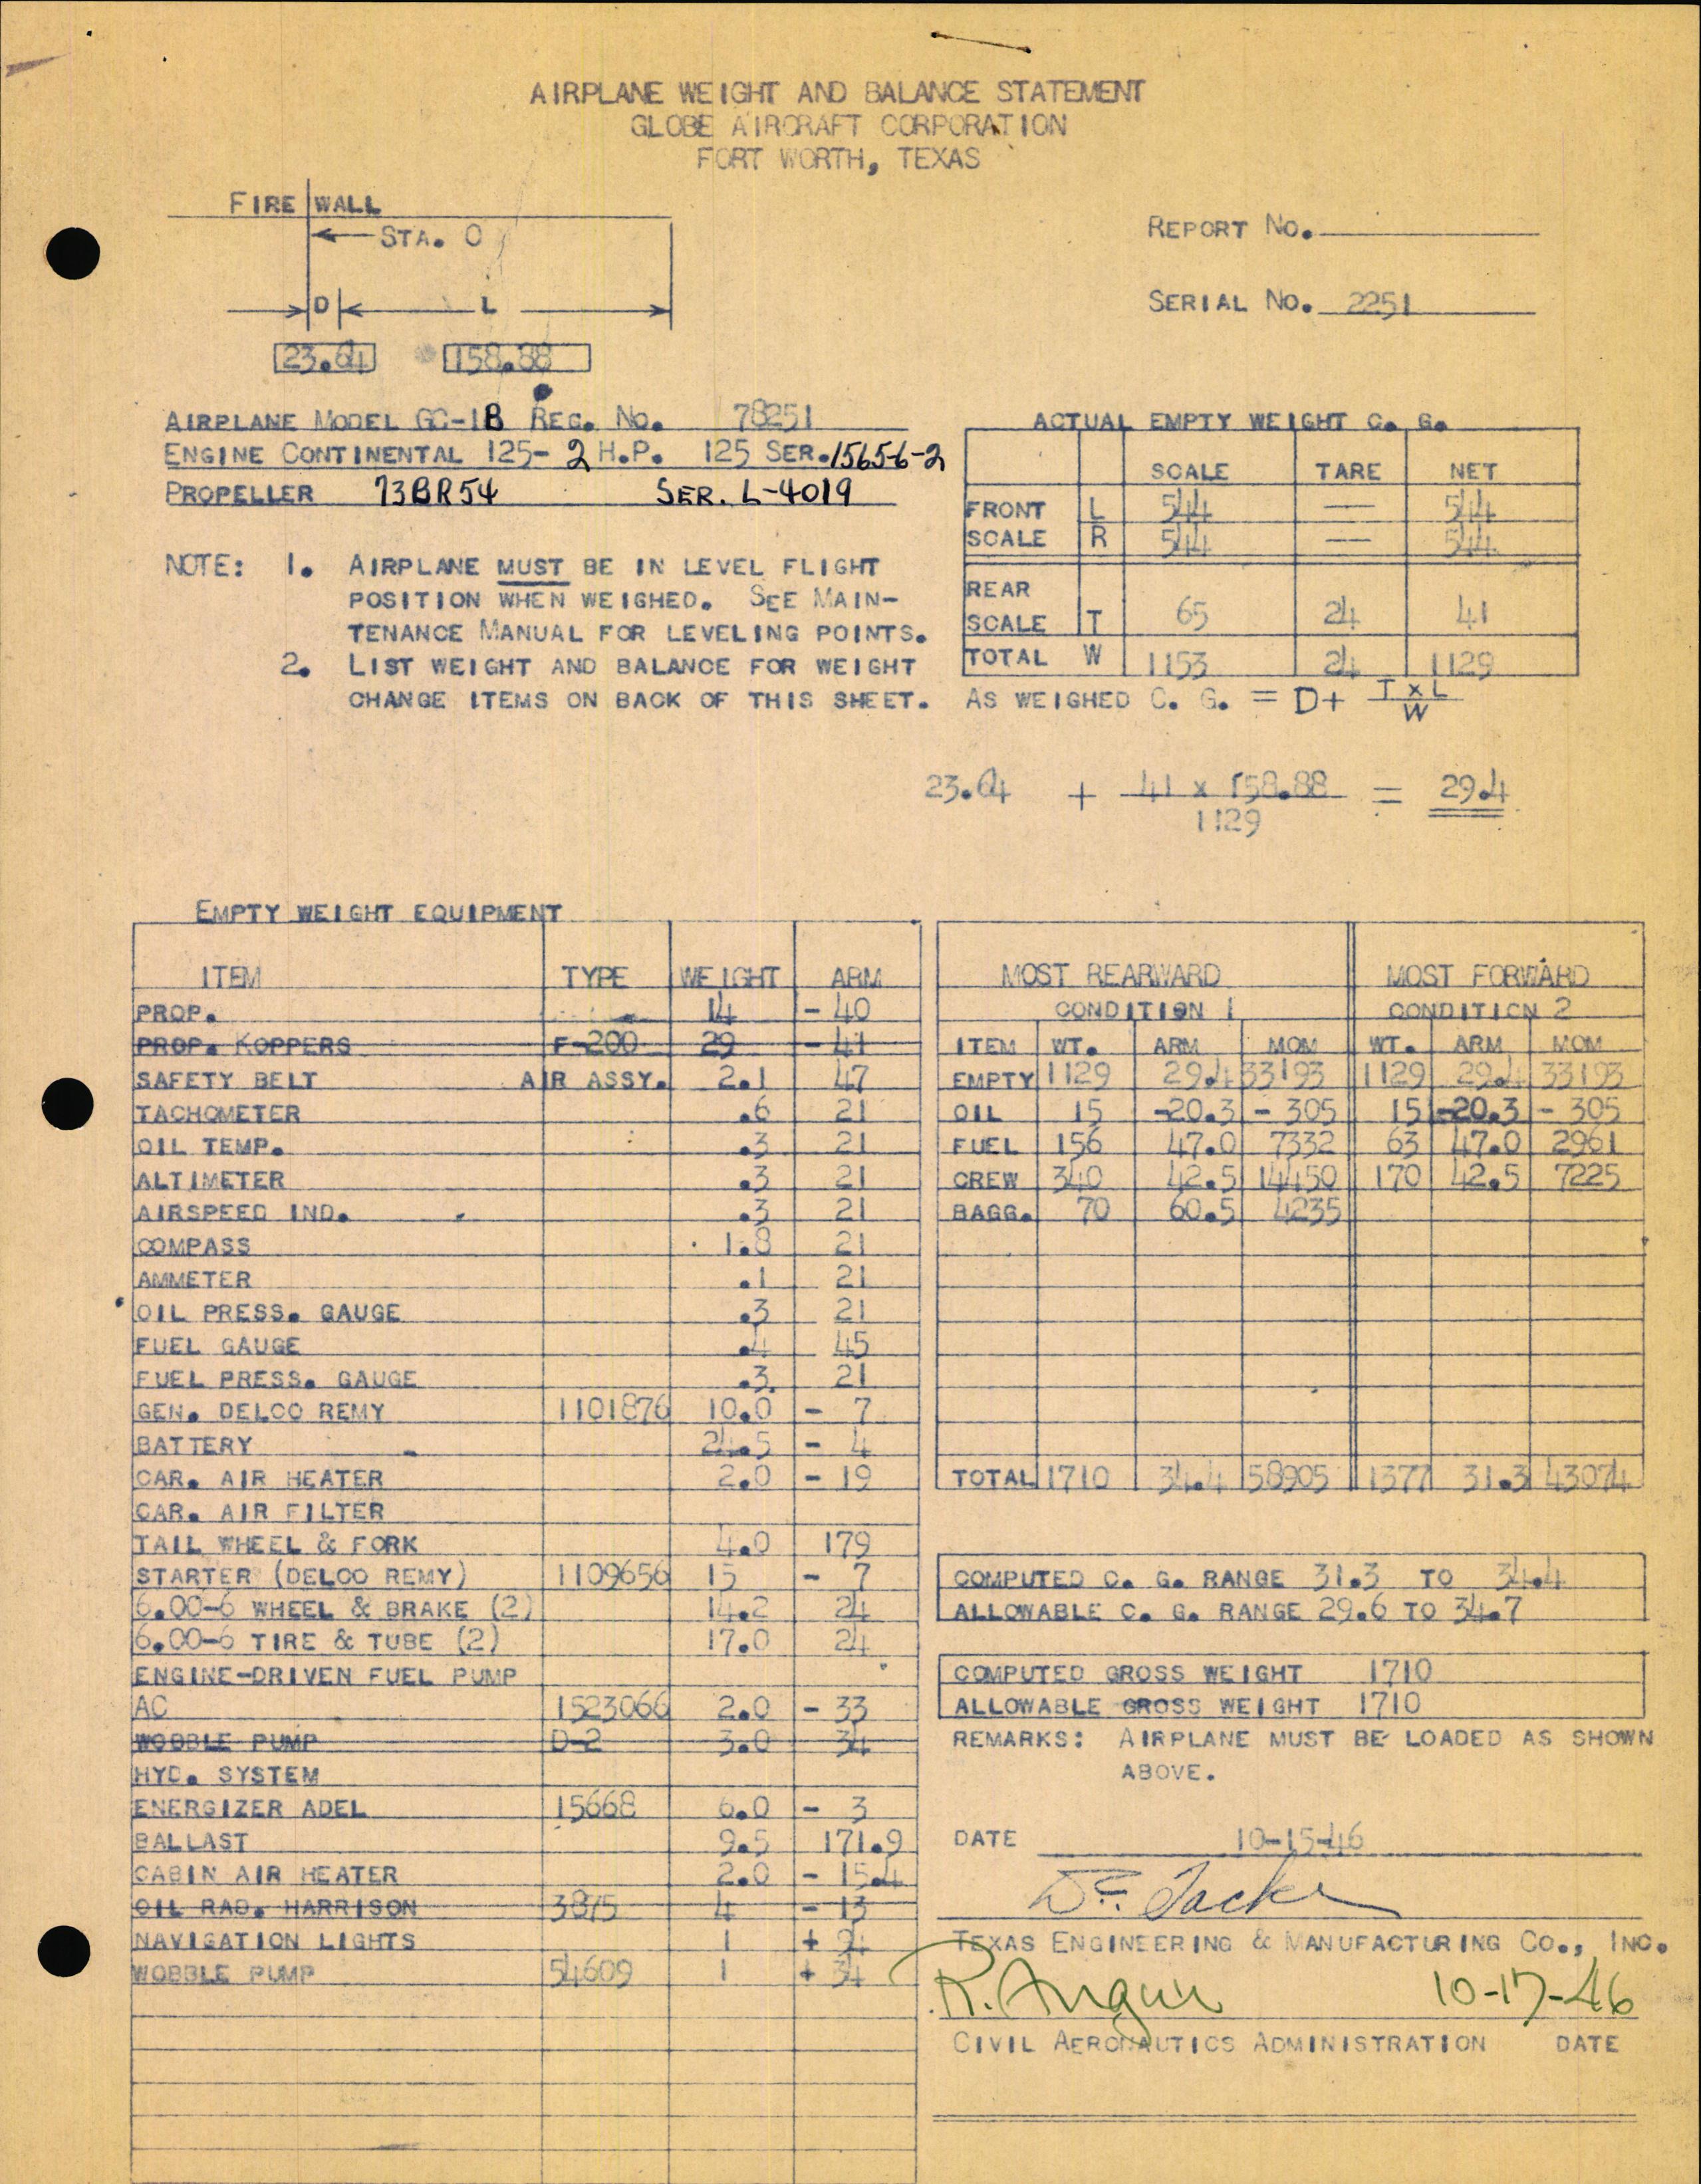 AIRPLANE WEIGHT AND BALANCE STATEMENT
GLOBE AIRCRAFT CORPORATION
FORT WORTH, TEXAS
FIRE WALL
STA. 0
D L
23.64 158.88
REPORT NO.
SERIAL NO. 2251
AIRPLANE MODEL GC-1B REG. NO. 78251
ENGINE CONTINENTAL 125-2 H.P. 125 SER. 15656-2
PROPELLER 73BR54 SER. L-4019
NOTE: 1. AIRPLANE MUST BE IN LEVEL FLIGHT
POSITION WHEN WEIGHED. SEE MAIN-
TENANCE MANUAL FOR LEVELING POINTS.
2. LIST WEIGHT AND BALANCE FOR WEIGHT
CHANGE ITEMS ON BACK OF THIS SHEET.
ACTUAL EMPTY WEIGHT C. G.
SCALE TARE NET
FRONT L 544 — 544
SCALE R 544 — 544
REAR
SCALE T 65 24 41
TOTAL W 1153 24 1129
AS WEIGHED C. G. = D+ T x L
W
23.64 + 41 x 158.88 = 29.4
1129
EMPTY WEIGHT EQUIPMENT
ITEM TYPE WEIGHT ARM
PROP. 14 - 40
PROP. KOPPERS F-200 29 - 41
SAFETY BELT AIR ASSY. 2.1 47
TACHOMETER .6 21
OIL TEMP. .3 21
ALTIMETER .3 21
AIRSPEED IND. .3 21
COMPASS 1.8 21
AMMETER .1 21
OIL PRESS. GAUGE .3 21
FUEL GAUGE .4 45
FUEL PRESS. GAUGE .3 21
GEN. DELCO REMY 1101876 10.0 - 7
BATTERY 24.5 - 4
CAR. AIR HEATER 2.0 - 19
CAR. AIR FILTER
TAIL WHEEL & FORK 4.0 179
STARTER (DELCO REMY) 1109656 15 - 7
6.00-6 WHEEL & BRAKE (2) 14.2 24
6.00-6 TIRE & TUBE (2) 17.0 24
ENGINE-DRIVEN FUEL PUMP
AC 1523066 2.0 - 33
WOBBLE PUMP D-2 3.0 34
HYD. SYSTEM
ENERGIZER ADEL 15668 6.0 - 3
BALLAST 9.5 171.9
CABIN AIR HEATER 2.0 - 15.4
OIL RAD. HARRISON 3875 4 - 13
NAVIGATION LIGHTS 1 +
WOBBLE PUMP 54609 1 + 34
MOST REARWARD MOST FORWARD
CONDITION 1 CONDITION 2
ITEM WT. ARM MOM WT. ARM MOM
EMPTY 1129 29.4 33193 1129 29.4 33193
OIL 15 -20.3 - 305 15 -20.3 - 305
FUEL 156 47.0 7332 63 47.0 2961
CREW 340 42.5 14450 170 42.5 7225
BAGG. 70 60.5 4235
TOTAL 1710 34.4 58905 1377 31.3 43074
COMPUTED C. G. RANGE 31.3 TO 34.4
ALLOWABLE C. G. RANGE 29.6 TO 34.7
COMPUTED GROSS WEIGHT 1710
ALLOWABLE GROSS WEIGHT 1710
REMARKS: AIRPLANE MUST BE LOADED AS SHOWN
ABOVE.
DATE 10-15-46
TEXAS ENGINEERING & MANUFACTURING CO., INC.
10-17-46
CIVIL AERONAUTICS ADMINISTRATION DATE